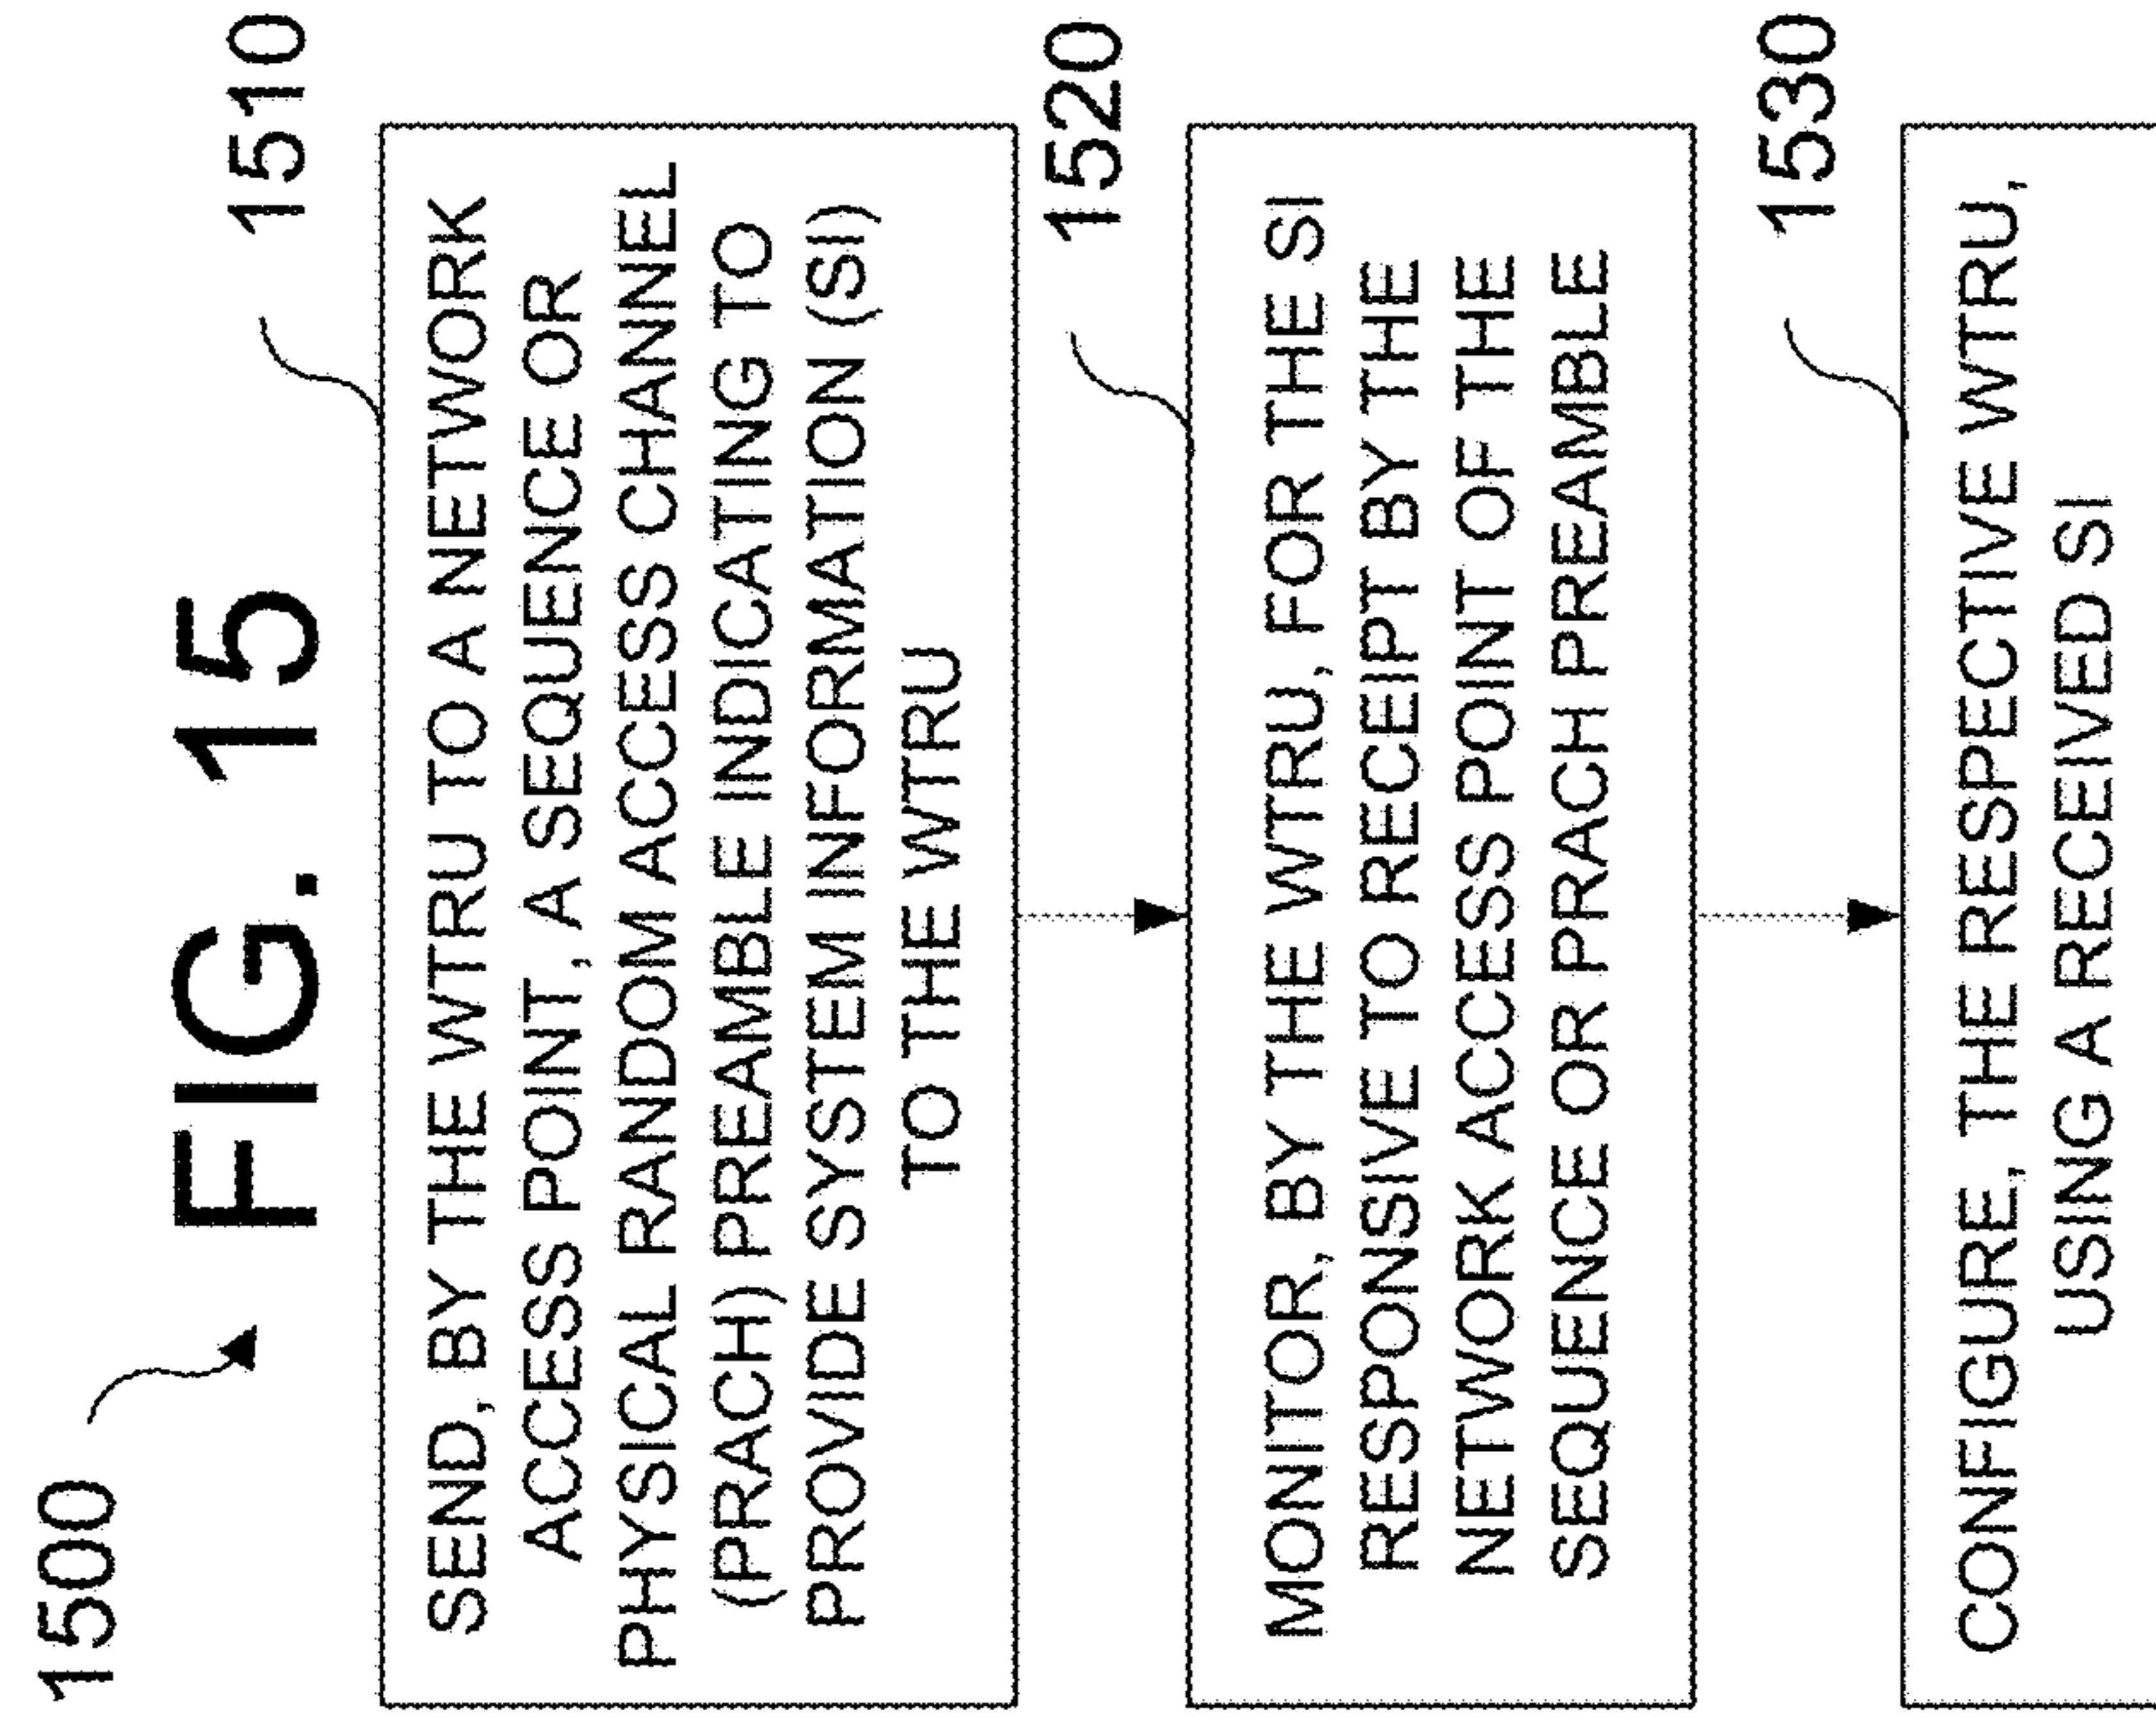 FIG. 15
1500
1510
SEND, BY THE WTRU TO A NETWORK
ACCESS POINT, A SEQUENCE OR
PHYSICAL RANDOM ACCESS CHANNEL
(PRACH) PREAMBLE INDICATING TO
PROVIDE SYSTEM INFORMATION (SI)
TO THE WTRU
1520
MONITOR, BY THE WTRU, FOR THE SI
RESPONSIVE TO RECEIPT BY THE
NETWORK ACCESS POINT OF THE
SEQUENCE OR PRACH PREAMBLE
1530
CONFIGURE, THE RESPECTIVE WTRU,
USING A RECEIVED SI